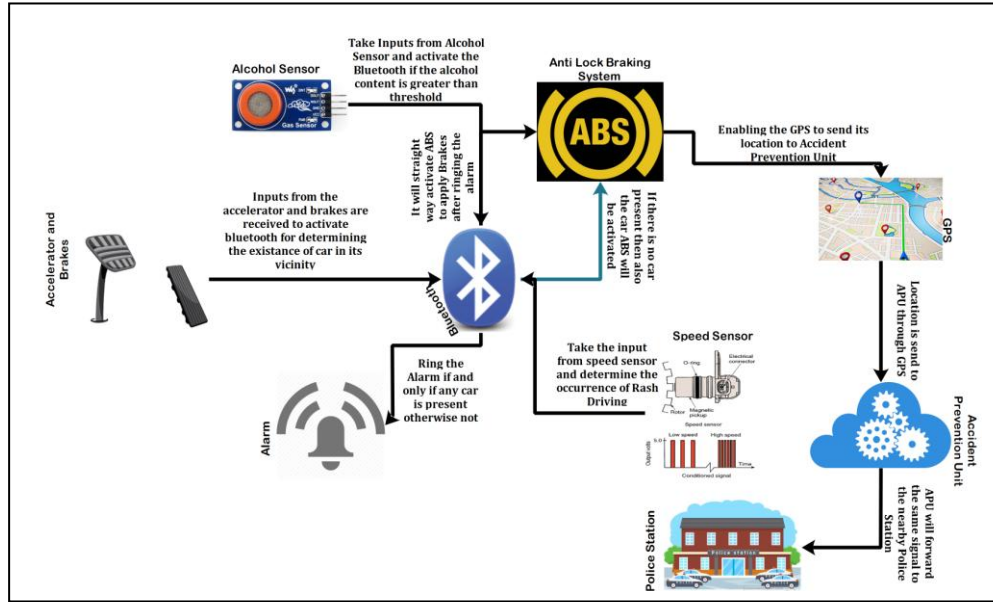 Alcohol Sensor
Gas Sensor
Take Inputs from Alcohol
Sensor and activate the
Bluetooth if the alcohol
content is greater than
threshold
Anti Lock Braking
System
ABS
Enabling the GPS to send its
location to Accident
Prevention Unit
GPS
It will straight
way activate ABS
to apply Brakes
after ringing the
alarm
If there is no car
present then also
the car ABS will
be activated
Inputs from the
accelerator and brakes are
received to activate
bluetooth for determining
the existance of car in its
vicinity
Accelerator and
Brakes
Bluetooth
Location is send to
APU through GPS
Ring the
Alarm if and
only if any car
is present
otherwise not
Alarm
Take the input
from speed sensor
and determine the
occurrence of Rash
Driving
Speed Sensor
Electrical
connector
O-ring
Rotor
Magnetic
pickup
Speed sensor
Low speed
High speed
5.0
0
Output volts
Time
Conditioned signal
Accident
Prevention Unit
APU will forward
the same signal to
the nearby Police
Station
Police station
Police Station